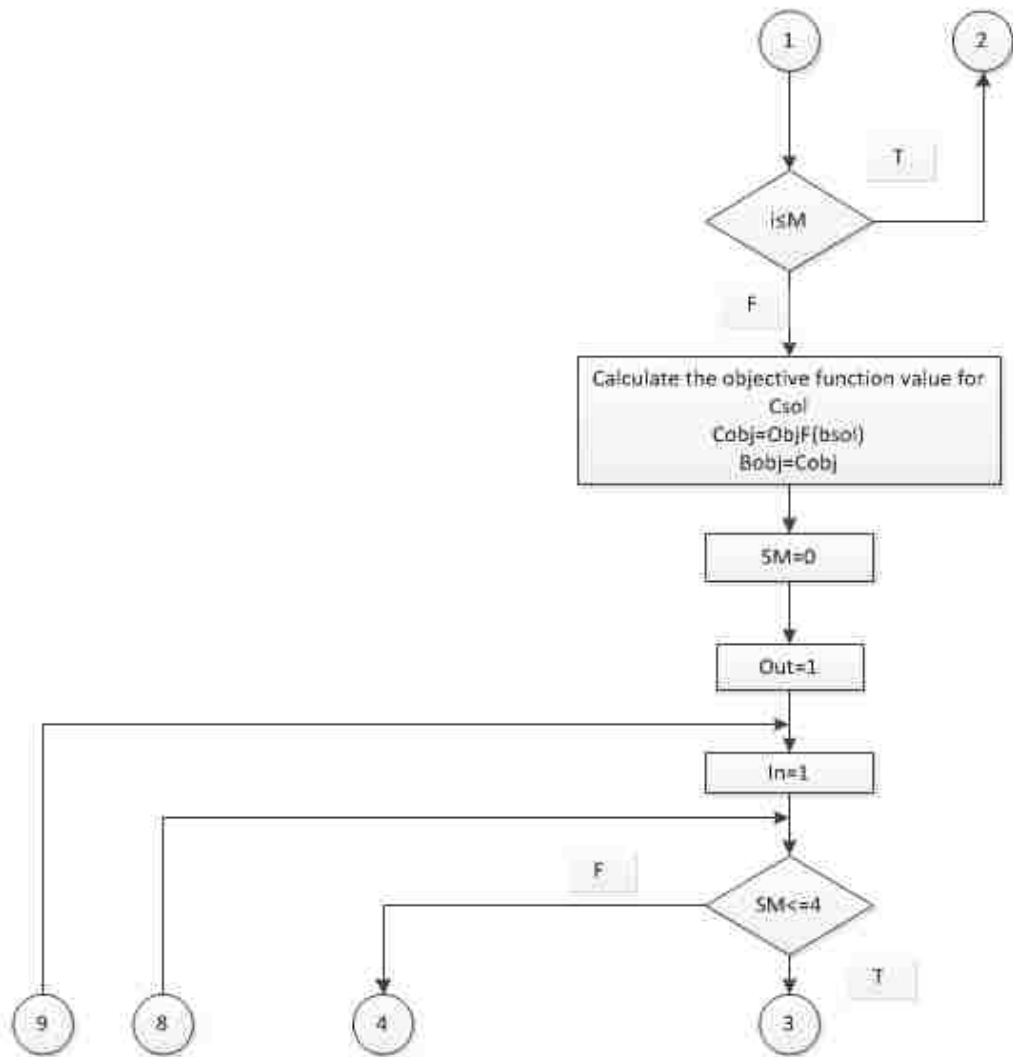 1
2
T
i≤M
F
Calculate the objective function value for
Csol
Cobj=ObjF(bsol)
Bobj=Cobj
SM=0
Out=1
In=1
F
SM<=4
T
9
8
4
3